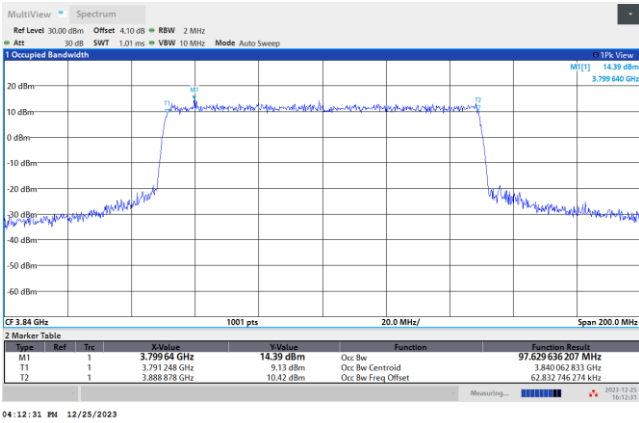 MultiView Spectrum
Ref Level 30.00 dBm Offset 4.10 dB RBW 2 MHz
Att 30 dB SWT 1.01 ms VBW 10 MHz Mode Auto Sweep
1 Occupied Bandwidth 1Pk View
M1[1] 14.39 dBm
3.799 640 GHz
20 dBm
M1
T1
T2
10 dBm
0 dBm
-10 dBm
-20 dBm
-30 dBm
-40 dBm
-50 dBm
-60 dBm
CF 3.84 GHz 1001 pts 20.0 MHz/ Span 200.0 MHz
2 Marker Table
Type Ref Trc X-Value Y-Value Function Function Result
M1 1 3.799 64 GHz 14.39 dBm Occ Bw 97.629 636 207 MHz
T1 1 3.791 248 GHz 9.13 dBm Occ Bw Centroid 3.840 062 833 GHz
T2 1 3.888 878 GHz 10.42 dBm Occ Bw Freq Offset 62.832 746 274 kHz
Measuring... 2023-12-25
16:12:31
04:12:31 PM 12/25/2023